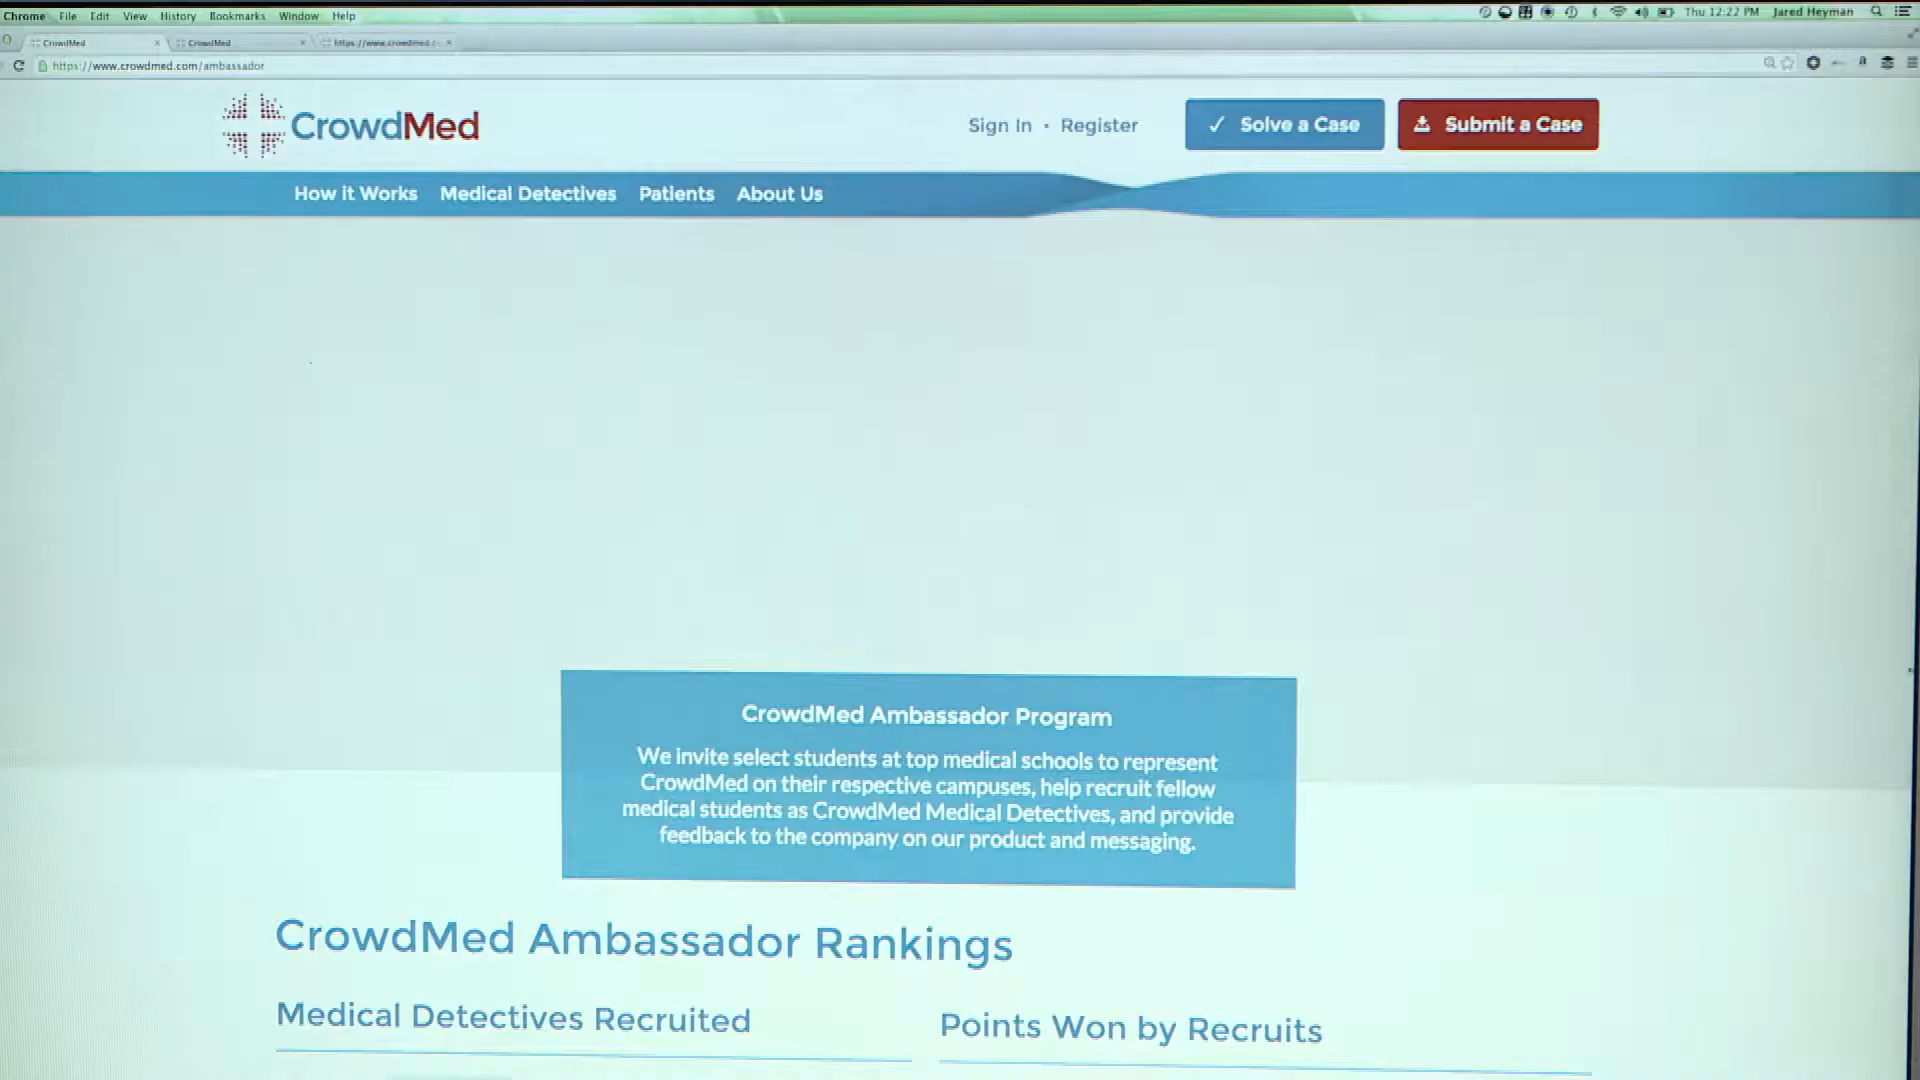 Chrome File Edit View History Bookmarks Window Help
Thu 12:22 PM Jared Heyman
CrowdMed
CrowdMed
https://www.crowdmed.c
https://www.crowdmed.com/ambassador
CrowdMed
Sign In · Register
✓ Solve a Case
Submit a Case
How it Works Medical Detectives Patients About Us
CrowdMed Ambassador Program
We invite select students at top medical schools to represent
CrowdMed on their respective campuses, help recruit fellow
medical students as CrowdMed Medical Detectives, and provide
feedback to the company on our product and messaging.
CrowdMed Ambassador Rankings
Medical Detectives Recruited
Points Won by Recruits